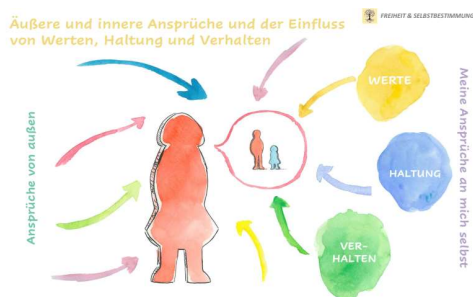 Äußere und innere Ansprüche und der Einfluss
von Werten, Haltung und Verhalten
FREIHEIT & SELBSTBESTIMMUNG
Ansprüche von außen
WERTE
HALTUNG
VER-
HALTEN
Meine Ansprüche an mich selbst